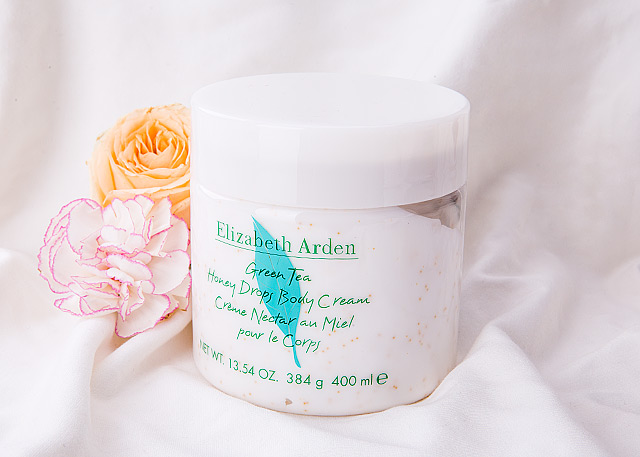 Elizabeth Arden
Green Tea
Honey Drops Body Cream
Crème Nectar au Miel
pour le Corps
NET WT. 13.54 OZ. 384 g 400 ml ℮